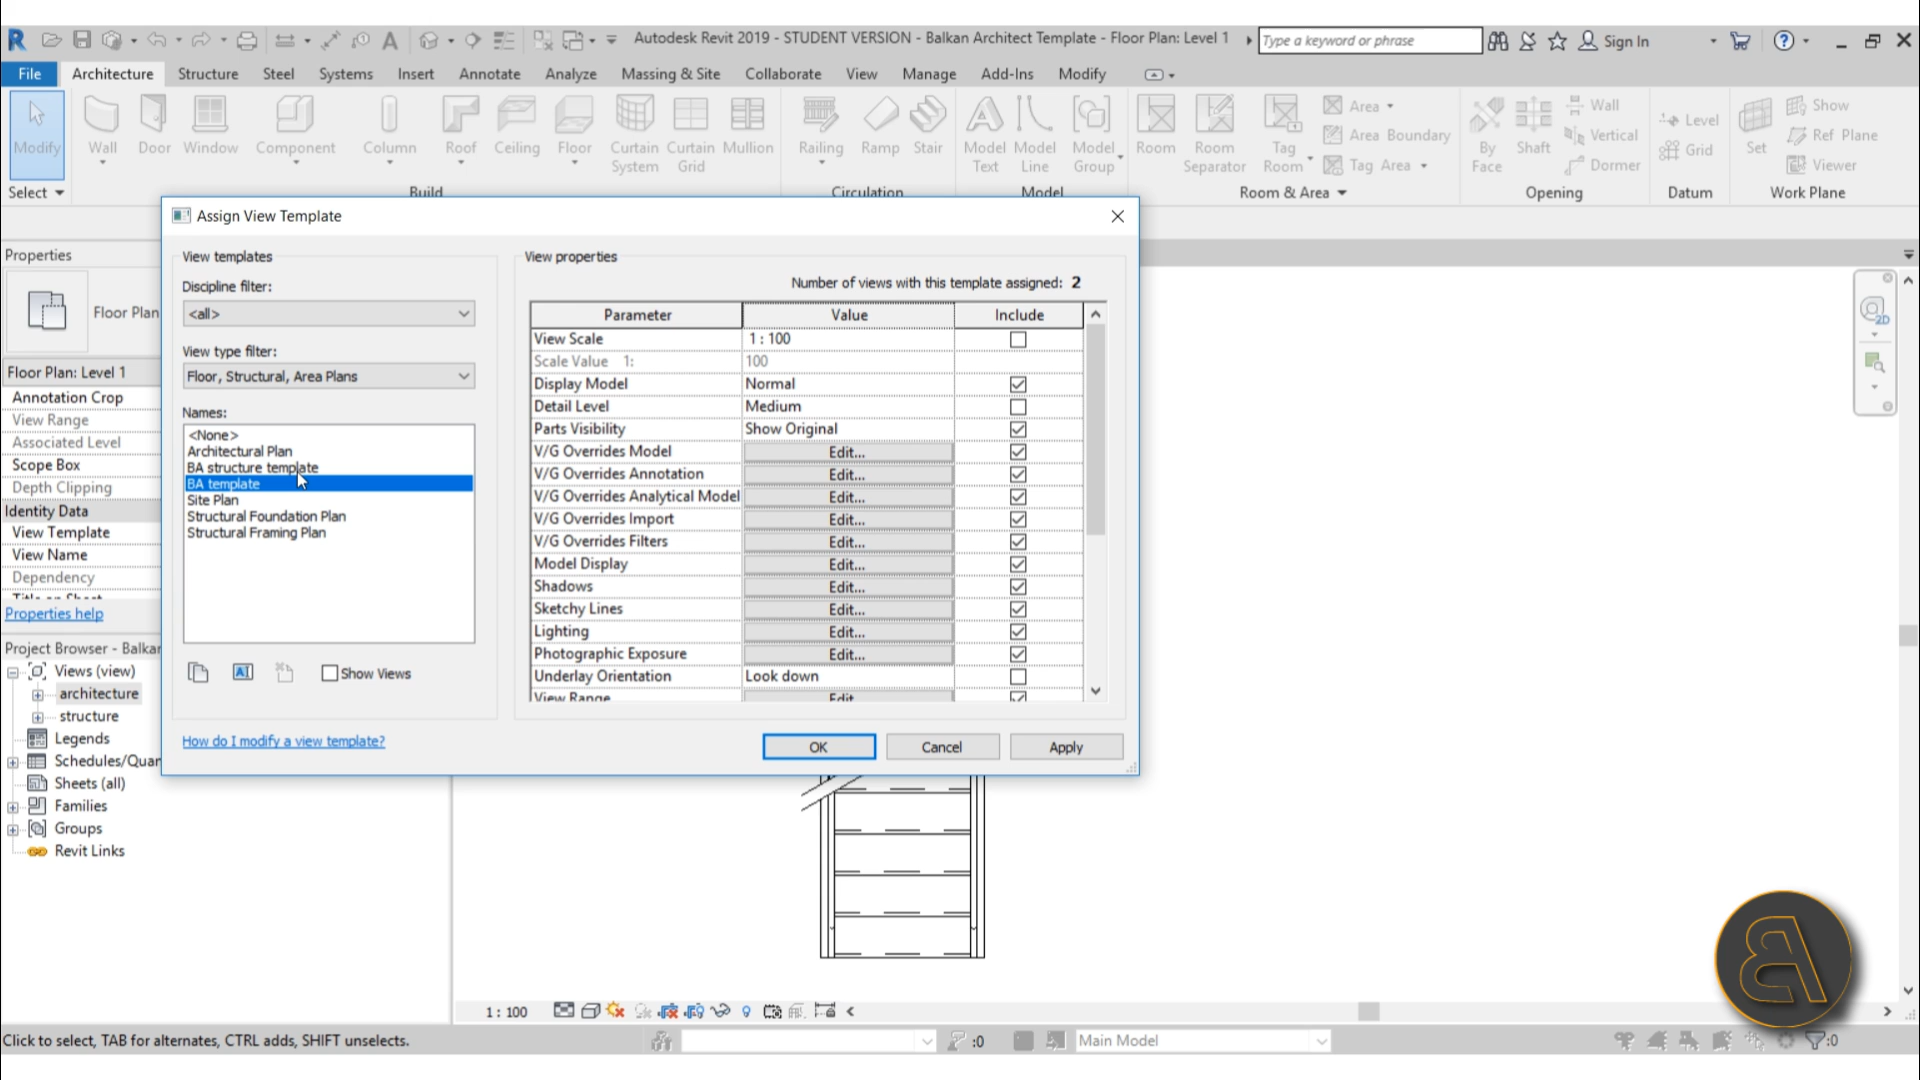 Autodesk Revit 2019 - STUDENT VERSION - Balkan Architect Template - Floor Plan: Level 1
Type a keyword or phrase
Sign In
File Architecture Structure Steel Systems Insert Annotate Analyze Massing & Site Collaborate View Manage Add-Ins Modify
Modify
Wall
Door
Window
Component
Column
Roof
Ceiling
Floor
Curtain System
Curtain Grid
Mullion
Railing
Ramp
Stair
Model Text
Model Line
Model Group
Room
Room Separator
Tag Room
Area
Area Boundary
Tag Area
By Face
Shaft
Wall
Vertical
Dormer
Level
Grid
Set
Show
Ref Plane
Viewer
Select Build Circulation Model Room & Area Opening Datum Work Plane
Properties
Floor Plan
Floor Plan: Level 1
Annotation Crop
View Range
Associated Level
Scope Box
Depth Clipping
Identity Data
View Template
View Name
Dependency
Title on Sheet
Properties help
Project Browser - Balkan
Views (view)
architecture
structure
Legends
Schedules/Quan
Sheets (all)
Families
Groups
Revit Links
Assign View Template
View templates
Discipline filter:
<all>
View type filter:
Floor, Structural, Area Plans
Names:
<None>
Architectural Plan
BA structure template
BA template
Site Plan
Structural Foundation Plan
Structural Framing Plan
AI
Show Views
How do I modify a view template?
View properties
Number of views with this template assigned: 2
Parameter Value Include
View Scale 1 : 100
Scale Value 1: 100
Display Model Normal
Detail Level Medium
Parts Visibility Show Original
V/G Overrides Model Edit...
V/G Overrides Annotation Edit...
V/G Overrides Analytical Model Edit...
V/G Overrides Import Edit...
V/G Overrides Filters Edit...
Model Display Edit...
Shadows Edit...
Sketchy Lines Edit...
Lighting Edit...
Photographic Exposure Edit...
Underlay Orientation Look down
View Range Edit
OK Cancel Apply
2D
1 : 100
Click to select, TAB for alternates, CTRL adds, SHIFT unselects.
:0
Main Model
:0